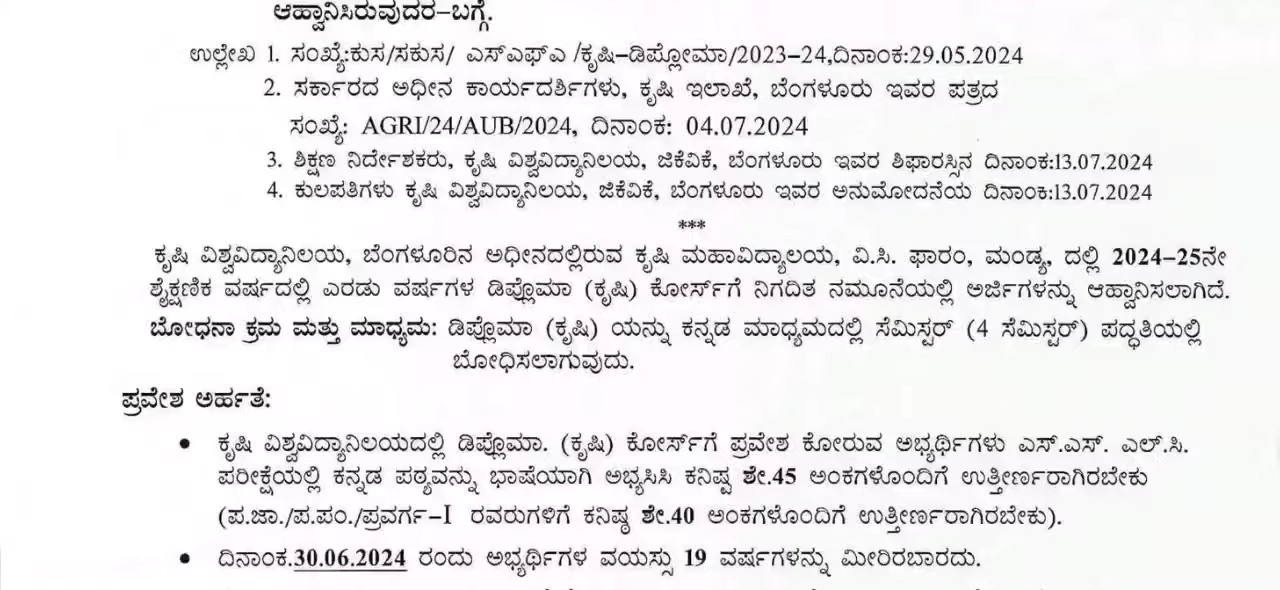 ಆಹ್ವಾನಿಸಿರುವುದರ–ಬಗ್ಗೆ.
ಉಲ್ಲೇಖ 1. ಸಂಖ್ಯೆ:ಕುಸ/ಸಕುಸ/ ಎಸ್ಎಫ್ಎ /ಕೃಷಿ–ಡಿಪ್ಲೋಮಾ/2023–24,ದಿನಾಂಕ:29.05.2024
2. ಸರ್ಕಾರದ ಅಧೀನ ಕಾರ್ಯದರ್ಶಿಗಳು, ಕೃಷಿ ಇಲಾಖೆ, ಬೆಂಗಳೂರು ಇವರ ಪತ್ರದ
ಸಂಖ್ಯೆ: AGRI/24/AUB/2024, ದಿನಾಂಕ: 04.07.2024
3. ಶಿಕ್ಷಣ ನಿರ್ದೇಶಕರು, ಕೃಷಿ ವಿಶ್ವವಿದ್ಯಾನಿಲಯ, ಜಿಕೆವಿಕೆ, ಬೆಂಗಳೂರು ಇವರ ಶಿಫಾರಸ್ಸಿನ ದಿನಾಂಕ:13.07.2024
4. ಕುಲಪತಿಗಳು ಕೃಷಿ ವಿಶ್ವವಿದ್ಯಾನಿಲಯ, ಜಿಕೆವಿಕೆ, ಬೆಂಗಳೂರು ಇವರ ಅನುಮೋದನೆಯ ದಿನಾಂಕ:13.07.2024
***
ಕೃಷಿ ವಿಶ್ವವಿದ್ಯಾನಿಲಯ, ಬೆಂಗಳೂರಿನ ಅಧೀನದಲ್ಲಿರುವ ಕೃಷಿ ಮಹಾವಿದ್ಯಾಲಯ, ವಿ.ಸಿ. ಫಾರಂ, ಮಂಡ್ಯ, ದಲ್ಲಿ 2024–25ನೇ
ಶೈಕ್ಷಣಿಕ ವರ್ಷದಲ್ಲಿ ಎರಡು ವರ್ಷಗಳ ಡಿಪ್ಲೊಮಾ (ಕೃಷಿ) ಕೋರ್ಸ್‌ಗೆ ನಿಗದಿತ ನಮೂನೆಯಲ್ಲಿ ಅರ್ಜಿಗಳನ್ನು ಆಹ್ವಾನಿಸಲಾಗಿದೆ.
ಬೋಧನಾ ಕ್ರಮ ಮತ್ತು ಮಾಧ್ಯಮ: ಡಿಪ್ಲೊಮಾ (ಕೃಷಿ) ಯನ್ನು ಕನ್ನಡ ಮಾಧ್ಯಮದಲ್ಲಿ ಸೆಮಿಸ್ಟರ್ (4 ಸೆಮಿಸ್ಟರ್) ಪದ್ಧತಿಯಲ್ಲಿ
ಬೋಧಿಸಲಾಗುವುದು.
ಪ್ರವೇಶ ಅರ್ಹತೆ:
• ಕೃಷಿ ವಿಶ್ವವಿದ್ಯಾನಿಲಯದಲ್ಲಿ ಡಿಪ್ಲೊಮಾ. (ಕೃಷಿ) ಕೋರ್ಸ್‌ಗೆ ಪ್ರವೇಶ ಕೋರುವ ಅಭ್ಯರ್ಥಿಗಳು ಎಸ್.ಎಸ್. ಎಲ್.ಸಿ.
ಪರೀಕ್ಷೆಯಲ್ಲಿ ಕನ್ನಡ ಪಠ್ಯವನ್ನು ಭಾಷೆಯಾಗಿ ಅಭ್ಯಸಿಸಿ ಕನಿಷ್ಪ ಶೇ.45 ಅಂಕಗಳೊಂದಿಗೆ ಉತ್ತೀರ್ಣರಾಗಿರಬೇಕು
(ಪ.ಜಾ./ಪ.ಪಂ./ಪ್ರವರ್ಗ–I ರವರುಗಳಿಗೆ ಕನಿಷ್ಠ ಶೇ.40 ಅಂಕಗಳೊಂದಿಗೆ ಉತ್ತೀರ್ಣರಾಗಿರಬೇಕು).
• ದಿನಾಂಕ.30.06.2024 ರಂದು ಅಭ್ಯರ್ಥಿಗಳ ವಯಸ್ಸು 19 ವರ್ಷಗಳನ್ನು ಮೀರಿರಬಾರದು.